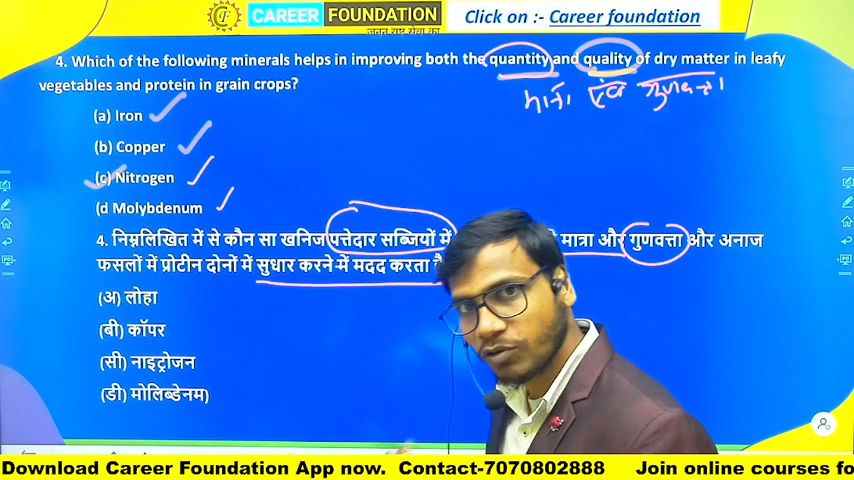 CAREER FOUNDATION
जनन राष्ट्र सेवा का
Click on :- Career foundation
4. Which of the following minerals helps in improving both the quantity and quality of dry matter in leafy
vegetables and protein in grain crops?
(a) Iron
(b) Copper
(c) Nitrogen
(d Molybdenum
4. निम्नलिखित में से कौन सा खनिज पत्तेदार सब्जियों में मात्रा और गुणवत्ता और अनाज
फसलों में प्रोटीन दोनों में सुधार करने में मदद करता
(अ) लोहा
(बी) कॉपर
(सी) नाइट्रोजन
(डी) मोलिब्डेनम)
Download Career Foundation App now. Contact-7070802888 Join online courses fo